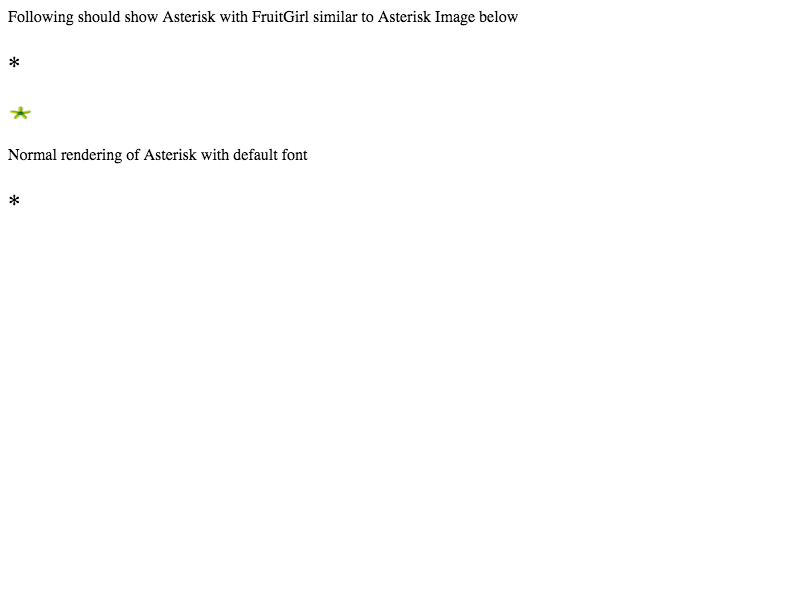 Following should show Asterisk with FruitGirl similar to Asterisk Image below
*
*
Normal rendering of Asterisk with default font
*